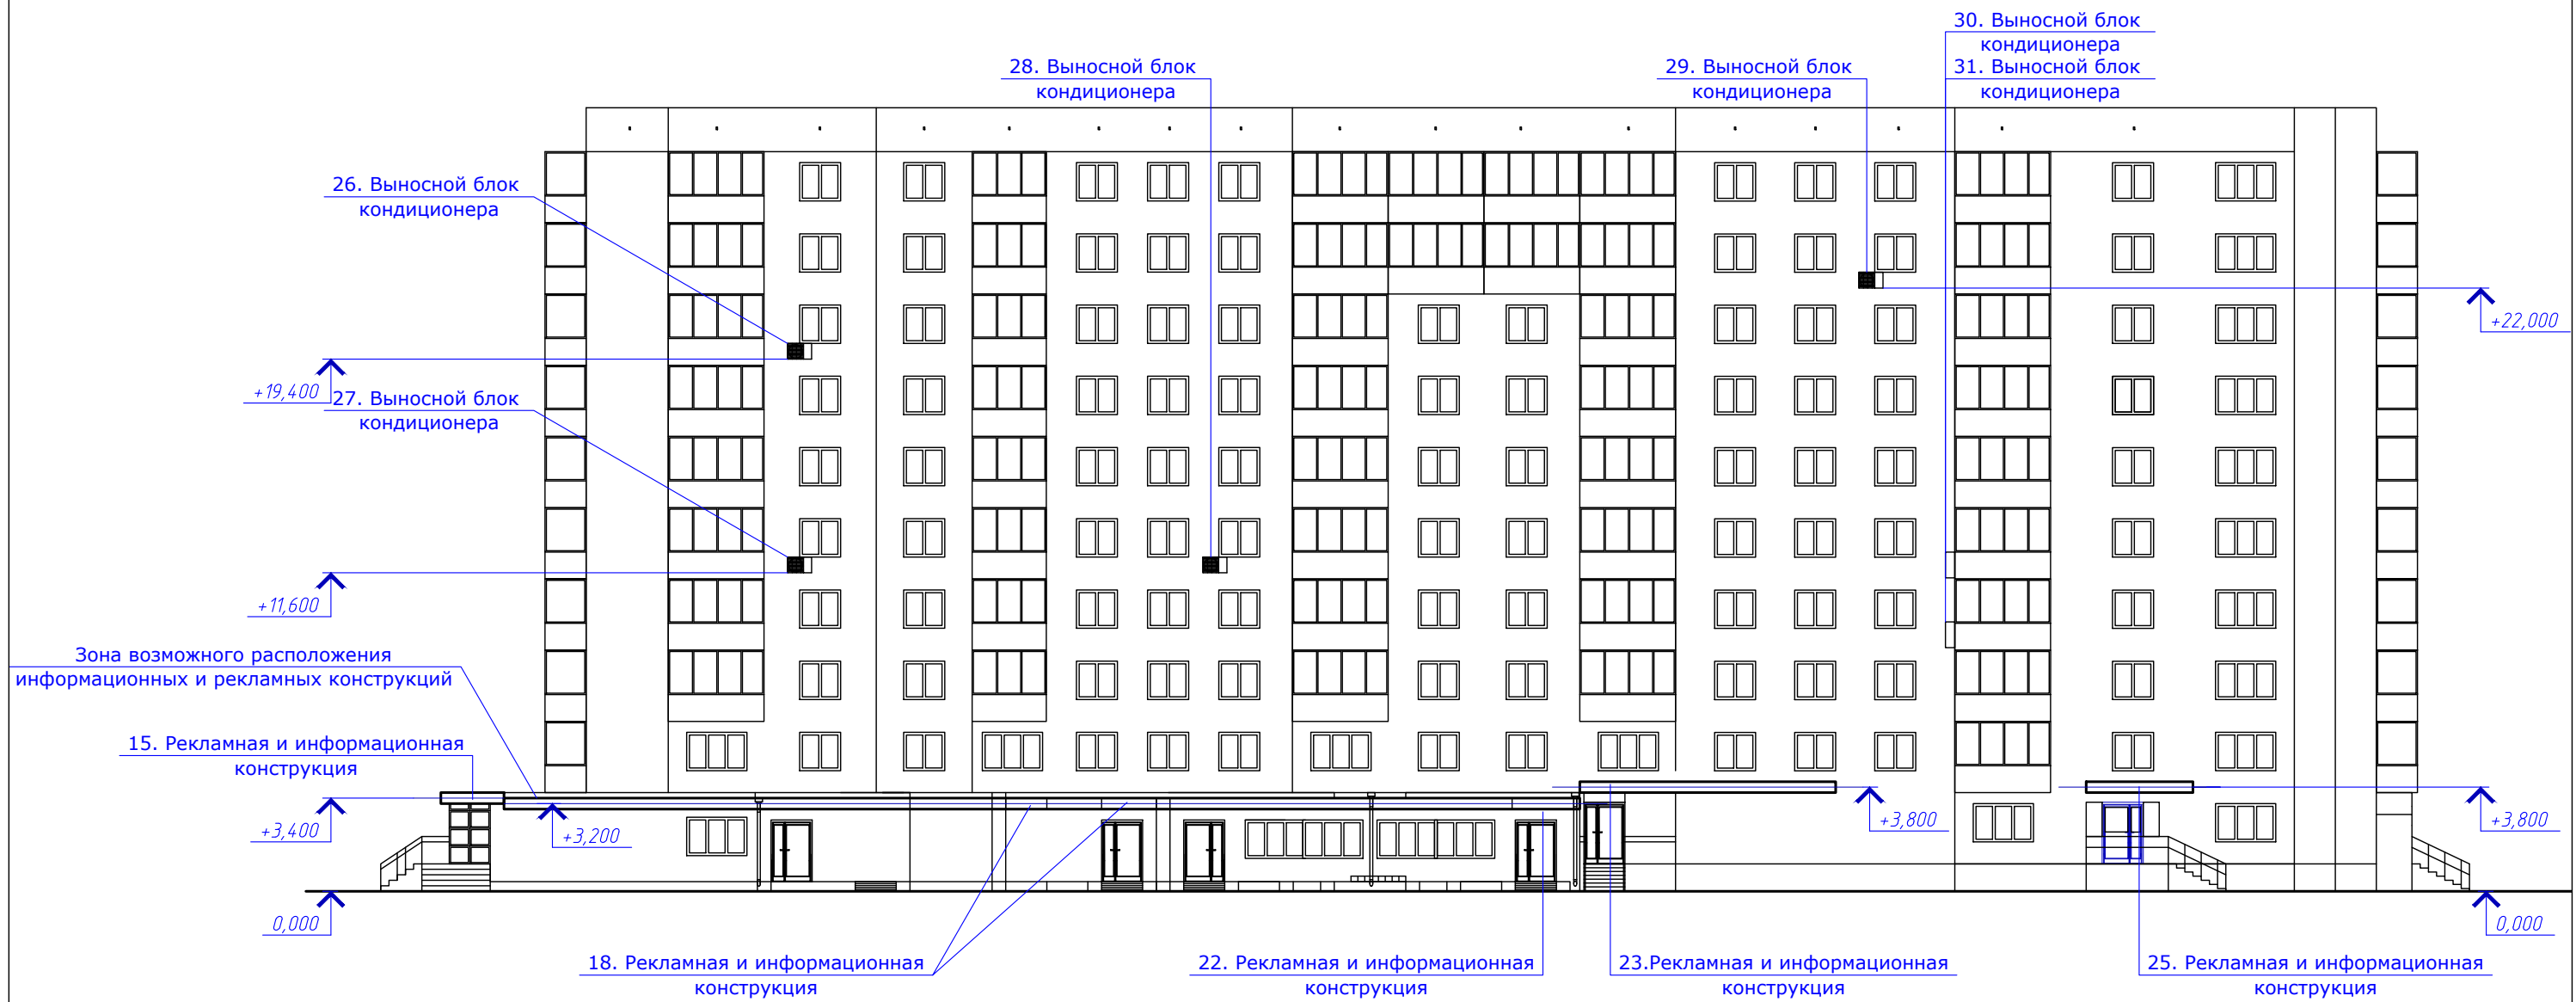 30. Выносной блок
кондиционера
28. Выносной блок
кондиционера
29. Выносной блок
кондиционера
31. Выносной блок
кондиционера
26. Выносной блок
кондиционера
+22,000
+19,400
27. Выносной блок
кондиционера
+11,600
Зона возможного расположения
информационных и рекламных конструкций
15. Рекламная и информационная
конструкция
+3,400
+3,200
+3,800
+3,800
0,000
0,000
18. Рекламная и информационная
конструкция
22. Рекламная и информационная
конструкция
23.Рекламная и информационная
конструкция
25. Рекламная и информационная
конструкция